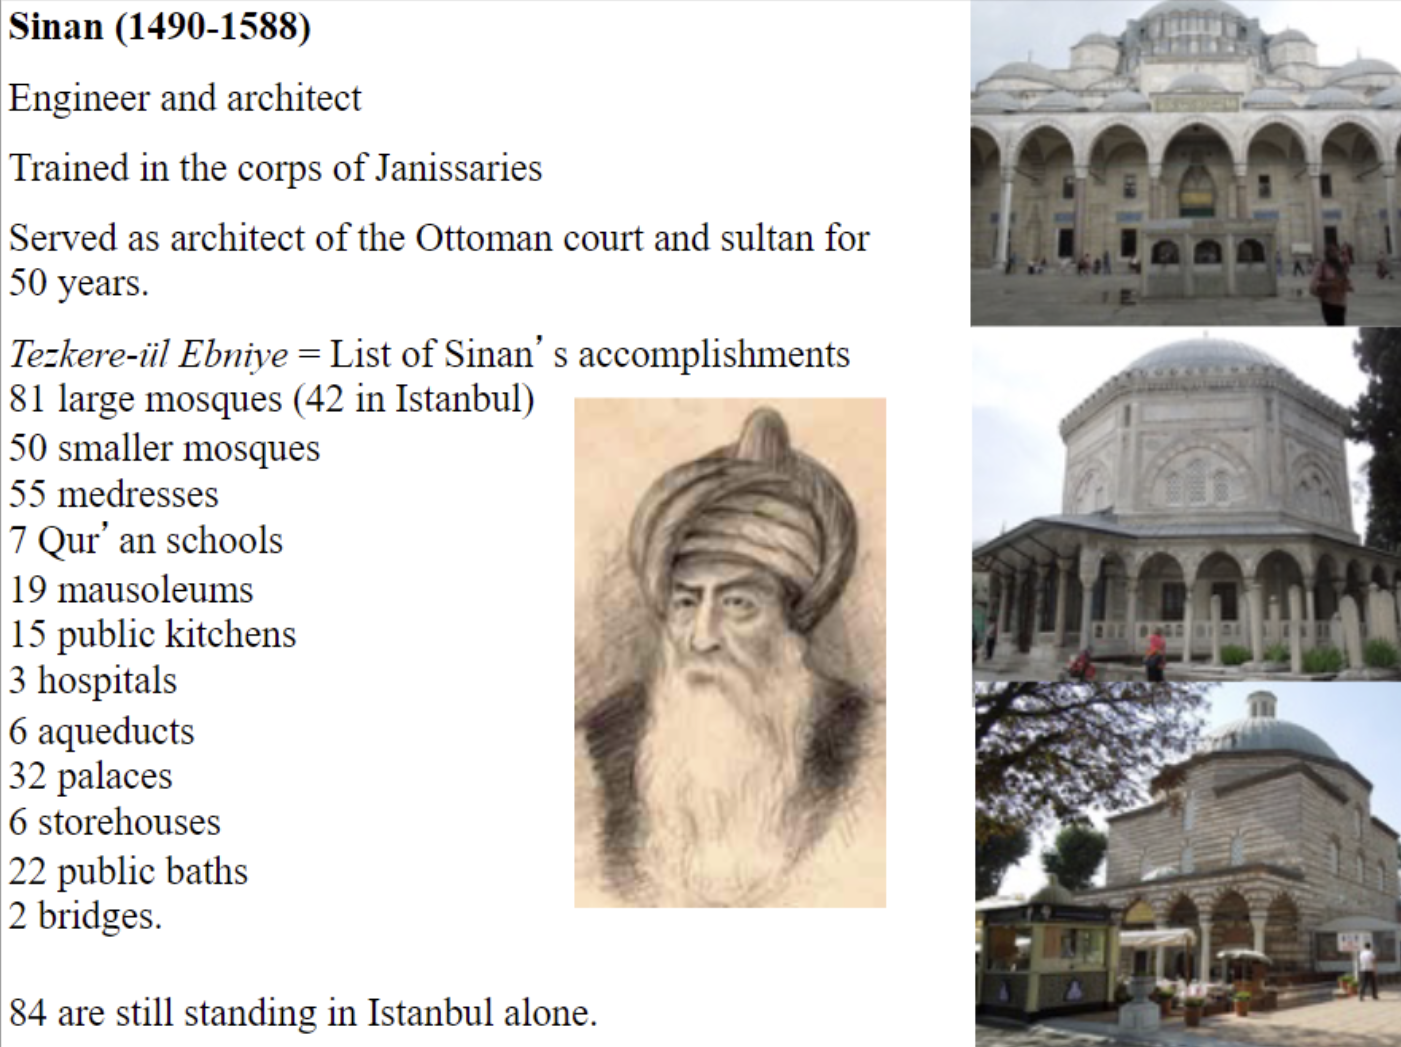 Sinan (1490-1588)
Engineer and architect
Trained in the corps of Janissaries
Served as architect of the Ottoman court and sultan for
50 years.
Tezkere-ül Ebniye = List of Sinan’ s accomplishments
81 large mosques (42 in Istanbul)
50 smaller mosques
55 medresses
7 Qur’ an schools
19 mausoleums
15 public kitchens
3 hospitals
6 aqueducts
32 palaces
6 storehouses
22 public baths
2 bridges.
84 are still standing in Istanbul alone.